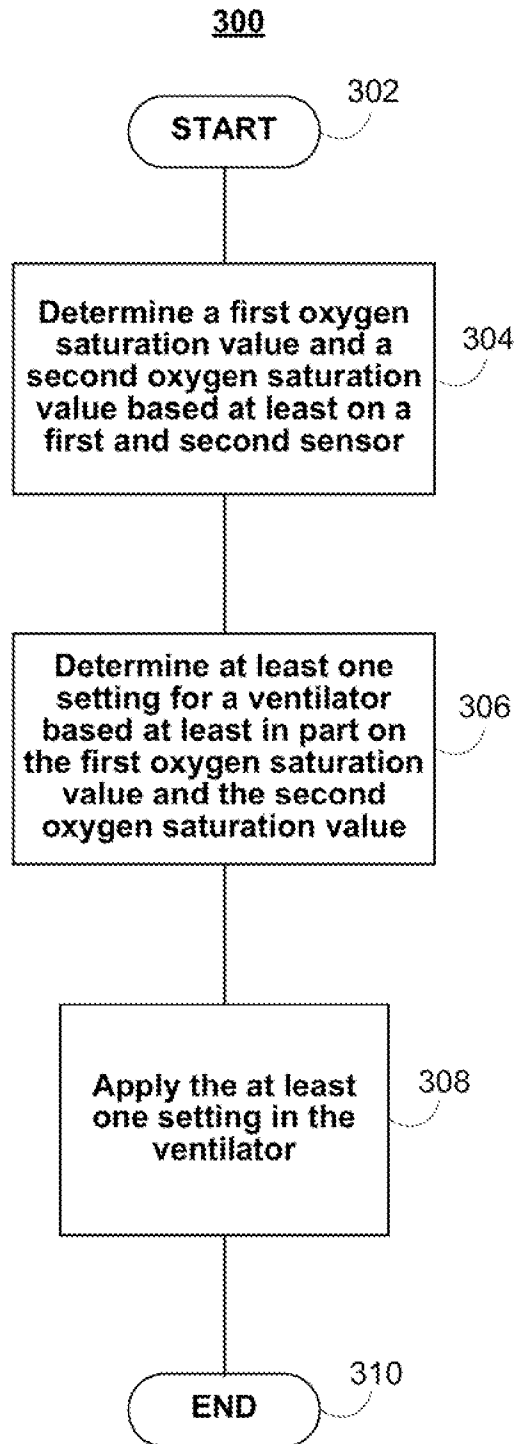 300
302
START
Determine a first oxygen
saturation value and a
second oxygen saturation
value based at least on a
first and second sensor
304
Determine at least one
setting for a ventilator
based at least in part on
the first oxygen saturation
value and the second
oxygen saturation value
306
Apply the at least
one setting in the
ventilator
308
END
310